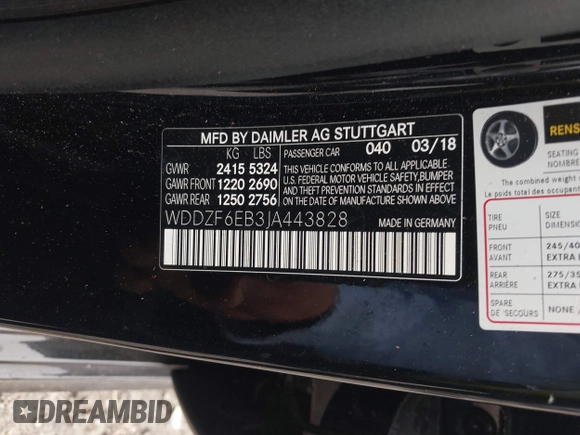 MFD BY DAIMLER AG STUTTGART
KG LBS
GVWR 2415 5324
GAWR FRONT 1220 2690
GAWR REAR 1250 2756
PASSENGER CAR 040 03/18
THIS VEHICLE CONFORMS TO ALL APPLICABLE
U.S. FEDERAL MOTOR VEHICLE SAFETY, BUMPER,
AND THEFT PREVENTION STANDARDS IN EFFECT
ON THE DATE OF MANUFACTURE SHOWN ABOVE
WDDZF6EB3JA443828 MADE IN GERMANY
RENS
SEATING
NOMBRE
The combined weight
Le poids total des occ
TIRE SIZE
PNEU DIMENSI
FRONT 245/40
AVANT EXTRA
REAR 275/35
ARRIÈRE EXTRA
SPARE NONE /
DE SECOURS
DREAMBID